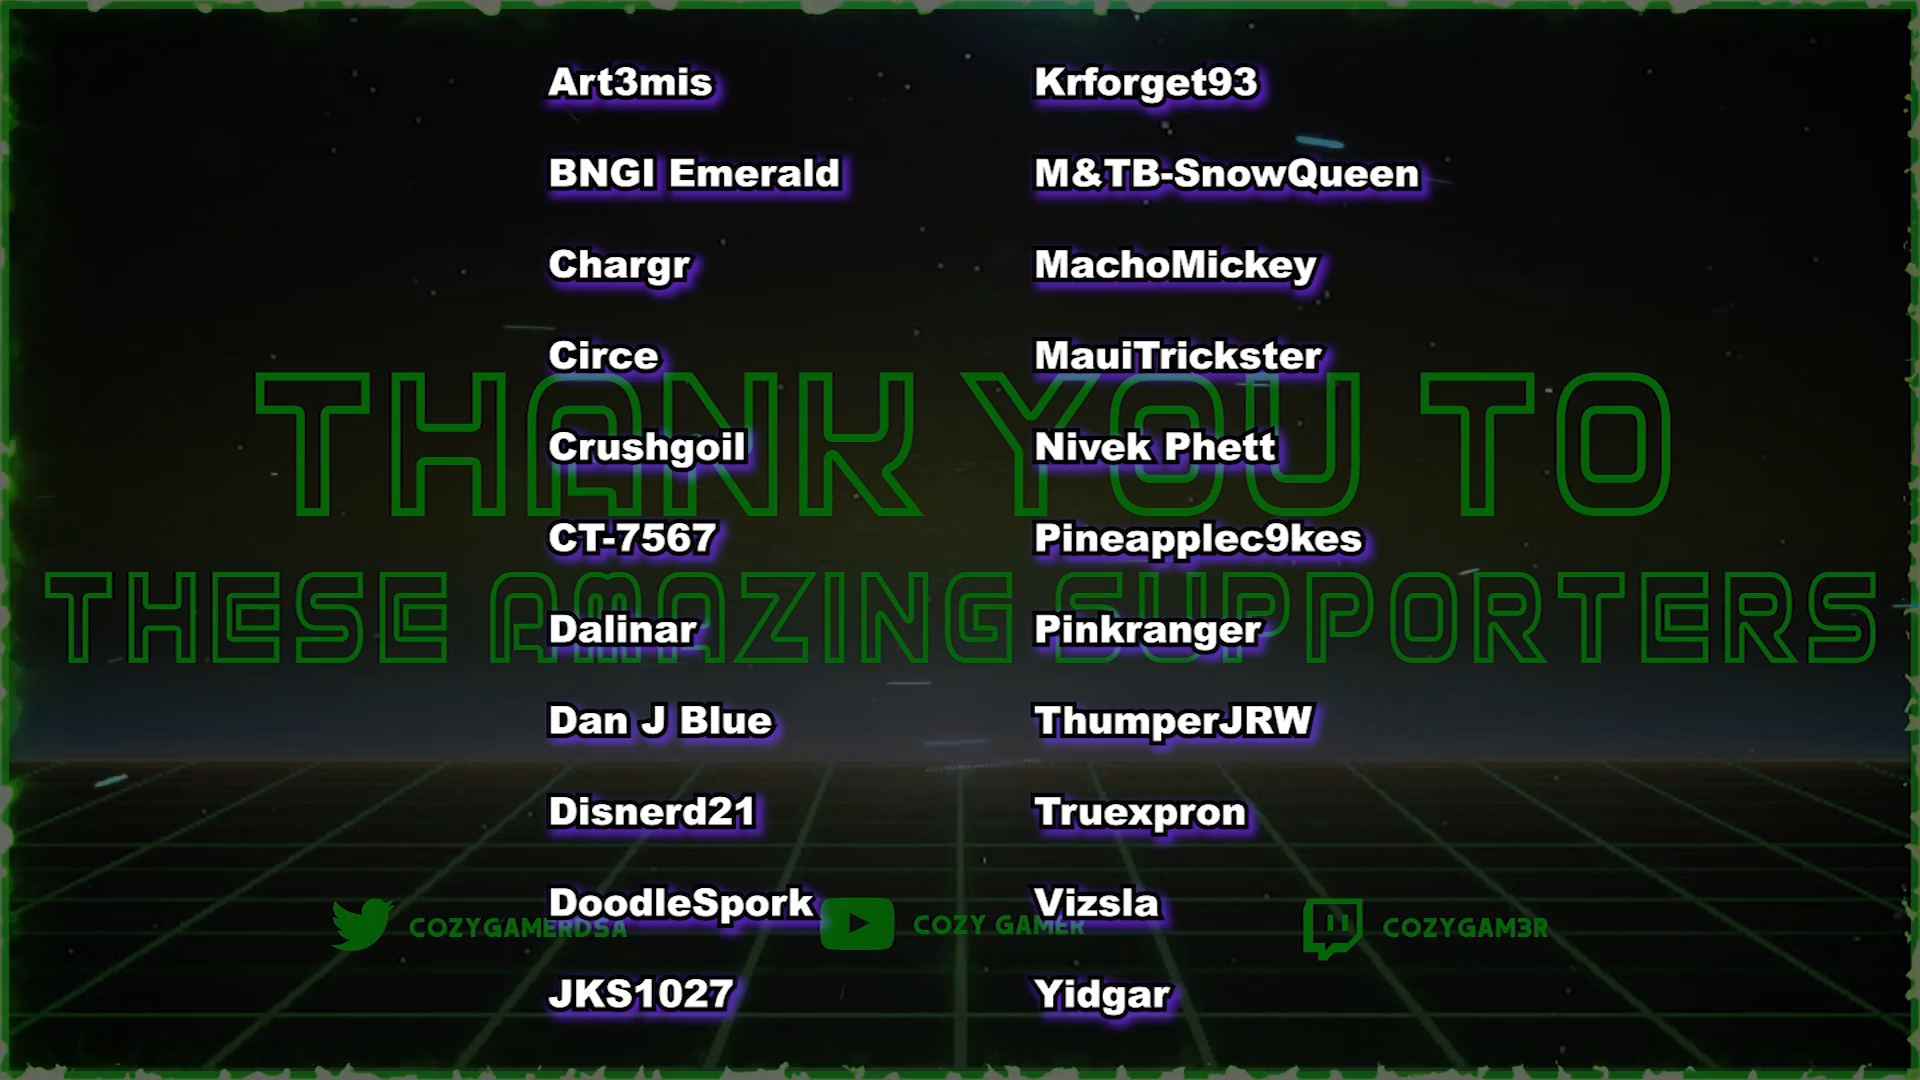 Art3mis
BNGI Emerald
Chargr
Circe
Crushgoil
CT-7567
Dalinar
Dan J Blue
Disnerd21
DoodleSpork
JKS1027
Krforget93
M&TB-SnowQueen
MachoMickey
MauiTrickster
Nivek Phett
Pineapplec9kes
Pinkranger
ThumperJRW
Truexpron
Vizsla
Yidgar
THANK YOU TO
THESE AMAZING SUPPORTERS
COZYGAMERDSA
COZY GAMER
COZYGAM3R